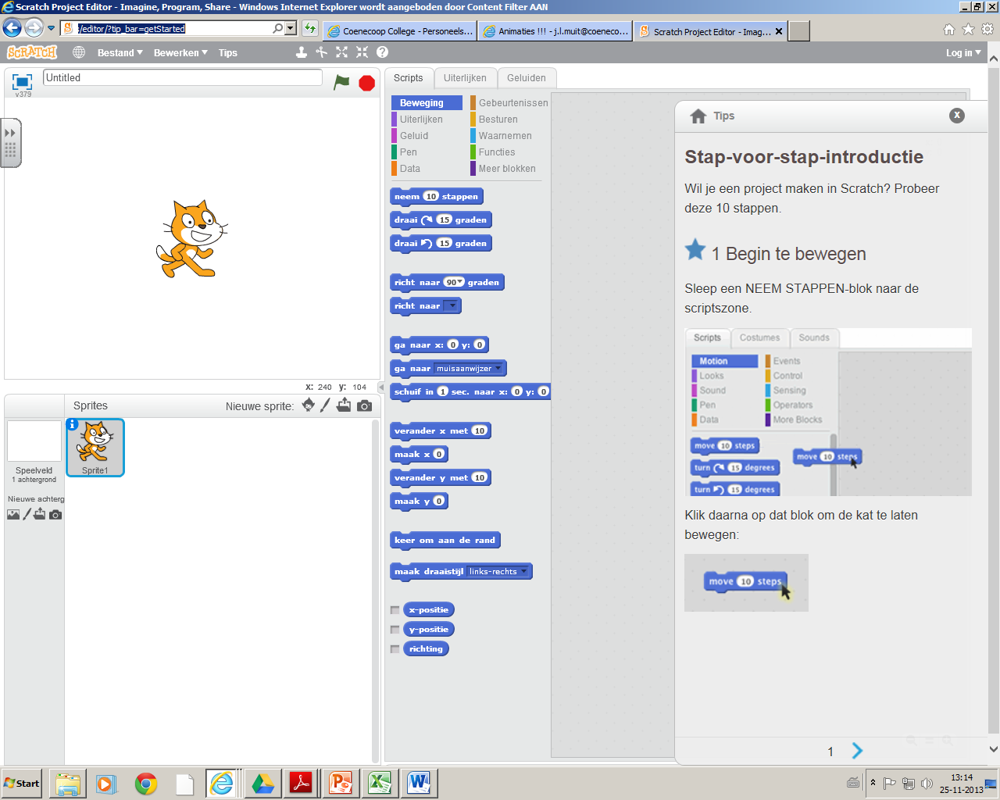 Scratch Project Editor - Imagine, Program, Share - Windows Internet Explorer wordt aangeboden door Content Filter AAN
s/editor/?tip_bar=getStarted
Coenecoop College - Personeels...
Animaties !!! - j.l.muit@coeneco...
Scratch Project Editor - Imag...
SCRATCH
Bestand
Bewerken
Tips
Log in
v379
Untitled
x: 240 y: 104
Sprites
Nieuwe sprite:
Speelveld
1 achtergrond
Nieuwe achterg
Sprite1
Scripts
Uiterlijken
Geluiden
Beweging
Uiterlijken
Geluid
Pen
Data
Gebeurtenissen
Besturen
Waarnemen
Functies
Meer blokken
neem 10 stappen
draai 15 graden
draai 15 graden
richt naar 90 graden
richt naar
ga naar x: 0 y: 0
ga naar muisaanwijzer
schuif in 1 sec. naar x: 0 y: 0
verander x met 10
maak x 0
verander y met 10
maak y 0
keer om aan de rand
maak draaistijl links-rechts
x-positie
y-positie
richting
Tips
X
Stap-voor-stap-introductie
Wil je een project maken in Scratch? Probeer
deze 10 stappen.
1 Begin te bewegen
Sleep een NEEM STAPPEN-blok naar de
scriptszone.
Scripts
Costumes
Sounds
Motion
Looks
Sound
Pen
Data
Events
Control
Sensing
Operators
More Blocks
move 10 steps
turn 15 degrees
turn 15 degrees
move 10 steps
Klik daarna op dat blok om de kat te laten
bewegen:
move 10 steps
1
Start
13:14
25-11-2013